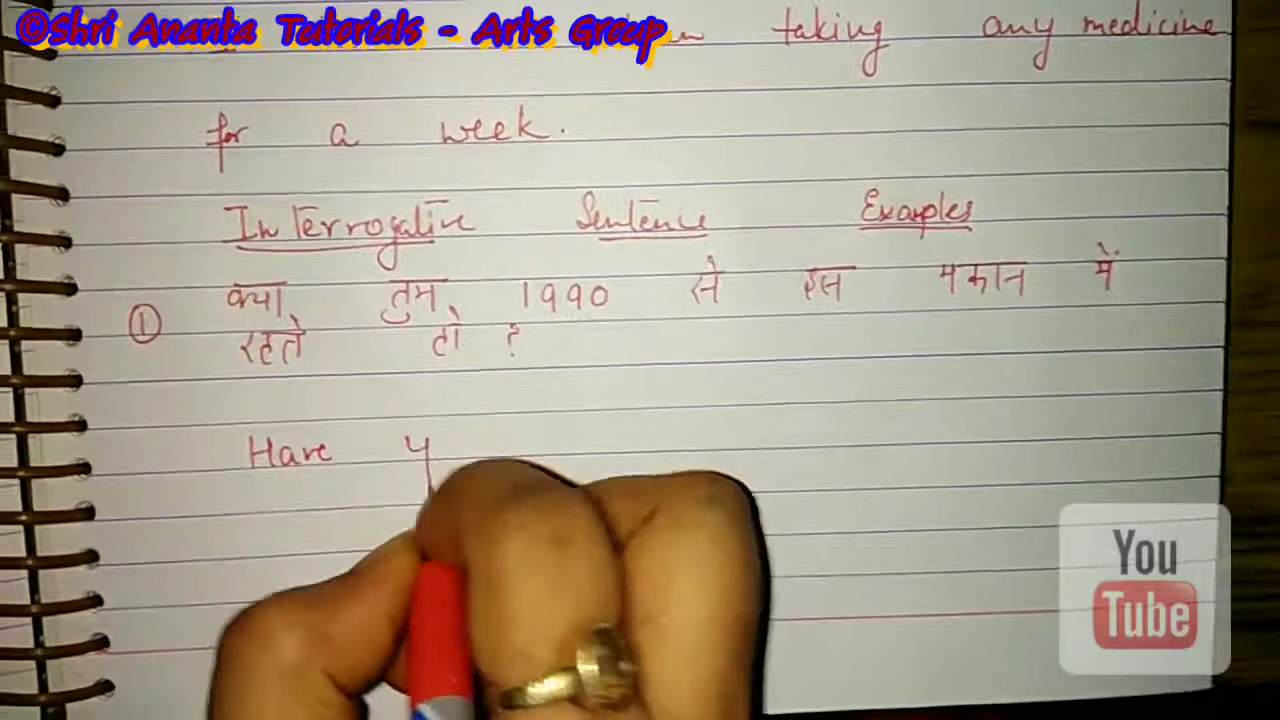 ©Shri Ananta Tutorials - Arts Group
taking any medicine
for a week.
Interrogative Sentence Examples
① क्या तुम 1990 से इस मकान में
रहते हो ?
Have y
You
Tube